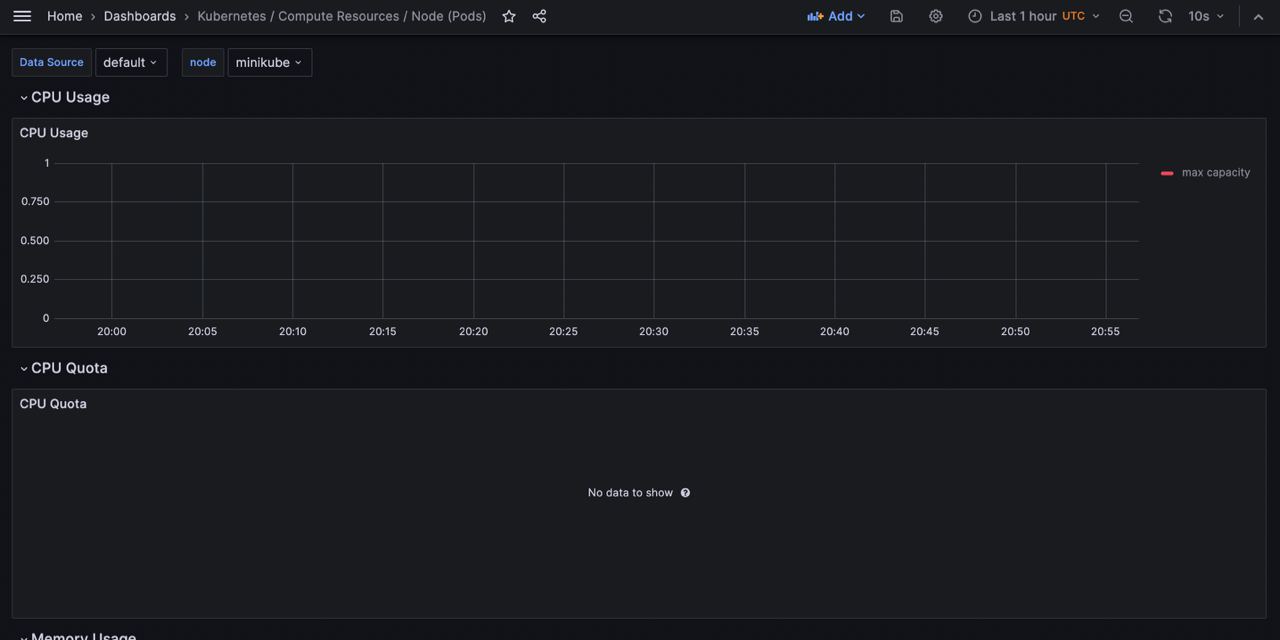 Home › Dashboards › Kubernetes / Compute Resources / Node (Pods) Add Last 1 hour UTC 10s
Data Source default node minikube
CPU Usage
CPU Usage
1
0.750
0.500
0.250
0
20:00 20:05 20:10 20:15 20:20 20:25 20:30 20:35 20:40 20:45 20:50 20:55
max capacity
CPU Quota
CPU Quota
No data to show
Memory Usage